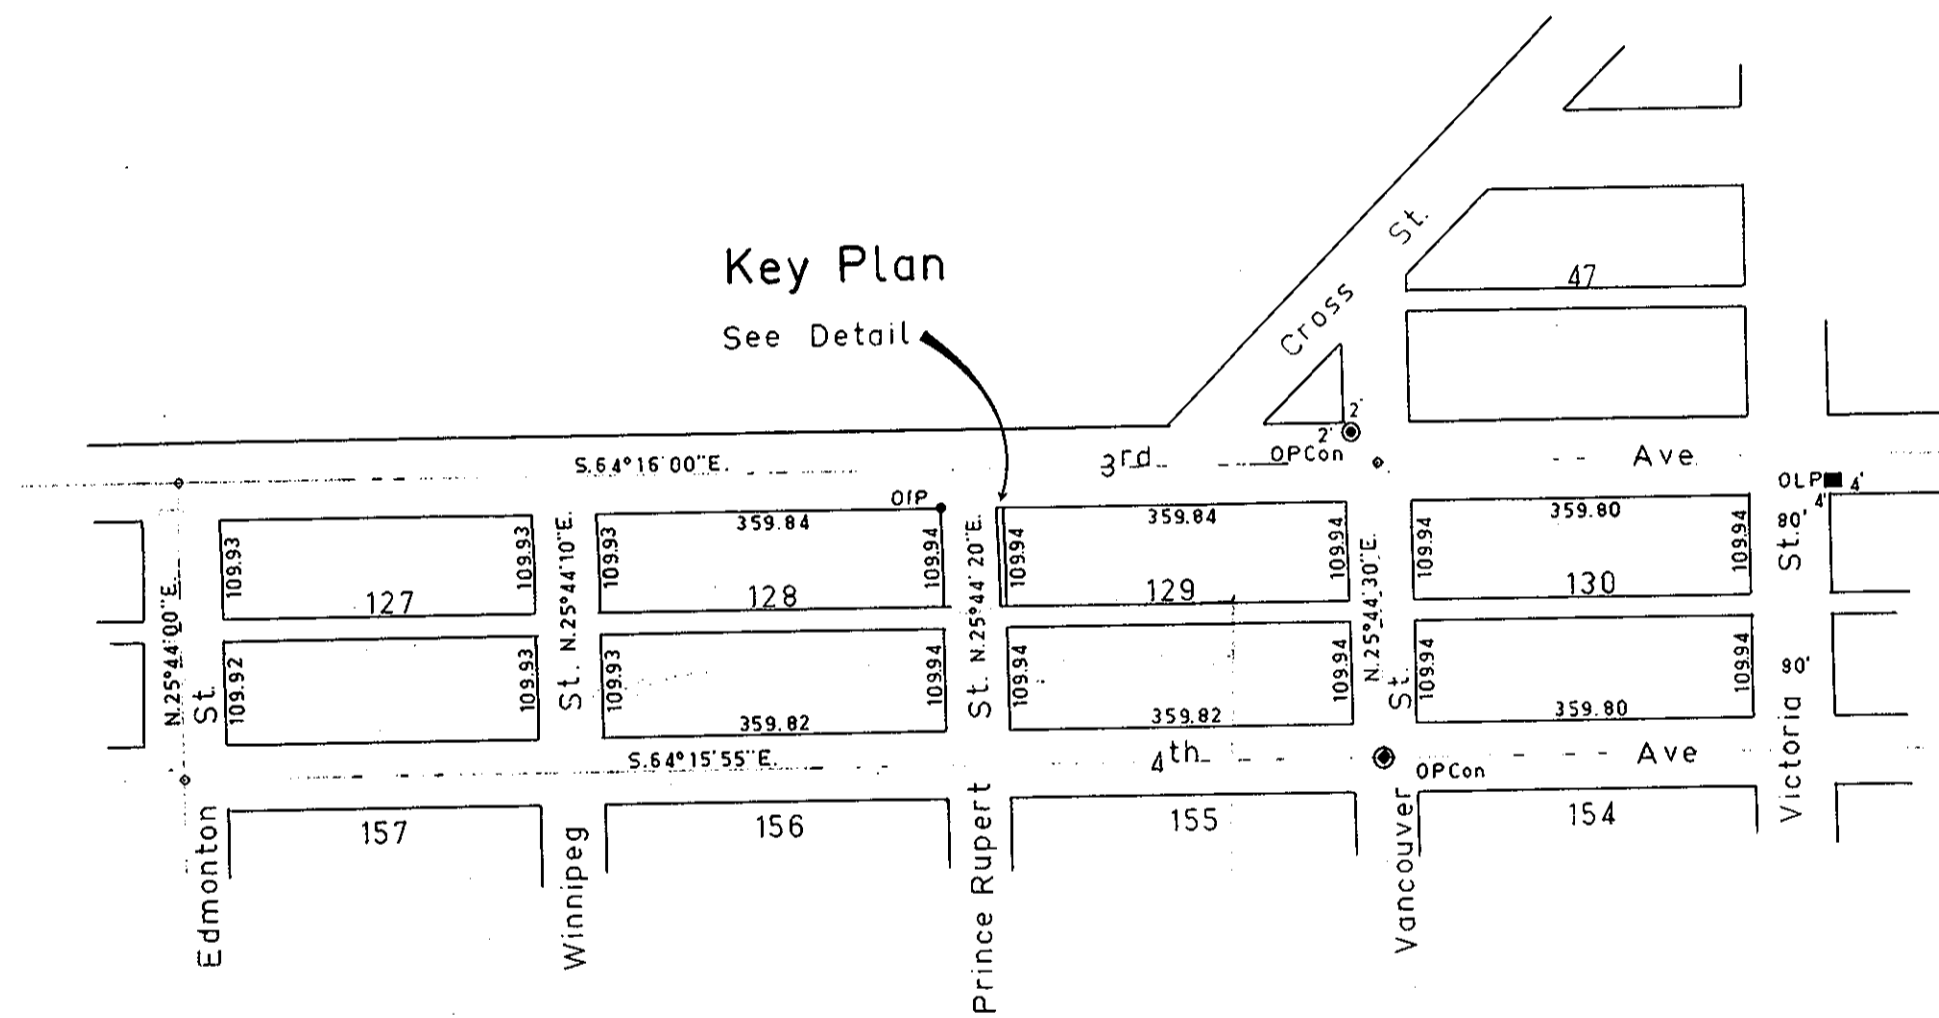 Key Plan
See Detail
Cross St.
47
2'
2'
OPCon
S.64°16'00"E.
3rd
Ave.
OLP 4'
4'
OIP
359.84
359.84
359.80
80'
109.93
109.93
109.93
109.94
109.94
109.94
109.94
109.94
127
128
129
130
N.25°44'00"E.
N.25°44'10"E.
N.25°44'20"E.
N.25°44'30"E.
109.92
109.93
109.93
109.94
109.94
109.94
109.94
109.94
80'
359.82
359.82
359.80
S.64°15'55"E.
4th
Ave
OPCon
157
156
155
154
Edmonton St.
Winnipeg St.
Prince Rupert St.
Vancouver St.
Victoria St.